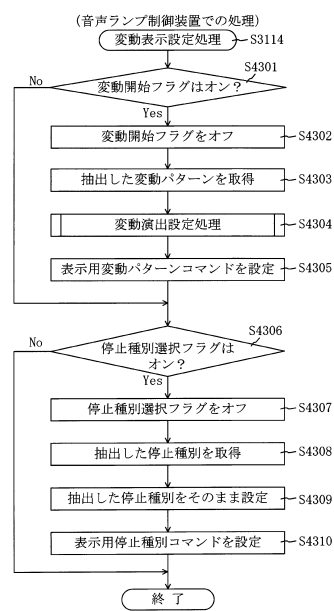 (音声ランプ制御装置での処理)
変動表示設定処理 S3114
S4301
変動開始フラグはオン？
No
Yes
変動開始フラグをオフ S4302
抽出した変動パターンを取得 S4303
変動演出設定処理 S4304
表示用変動パターンコマンドを設定 S4305
S4306
停止種別選択フラグは
オン？
No
Yes
停止種別選択フラグをオフ S4307
抽出した停止種別を取得 S4308
抽出した停止種別をそのまま設定 S4309
表示用停止種別コマンドを設定 S4310
終 了